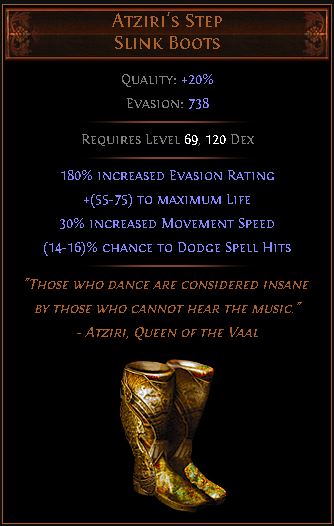 Atziri's Step
Slink Boots
Quality: +20%
Evasion: 738
Requires Level 69, 120 Dex
180% increased Evasion Rating
+(55-75) to maximum Life
30% increased Movement Speed
(14-16)% chance to Dodge Spell Hits
"Those who dance are considered insane
by those who cannot hear the music."
- Atziri, Queen of the Vaal